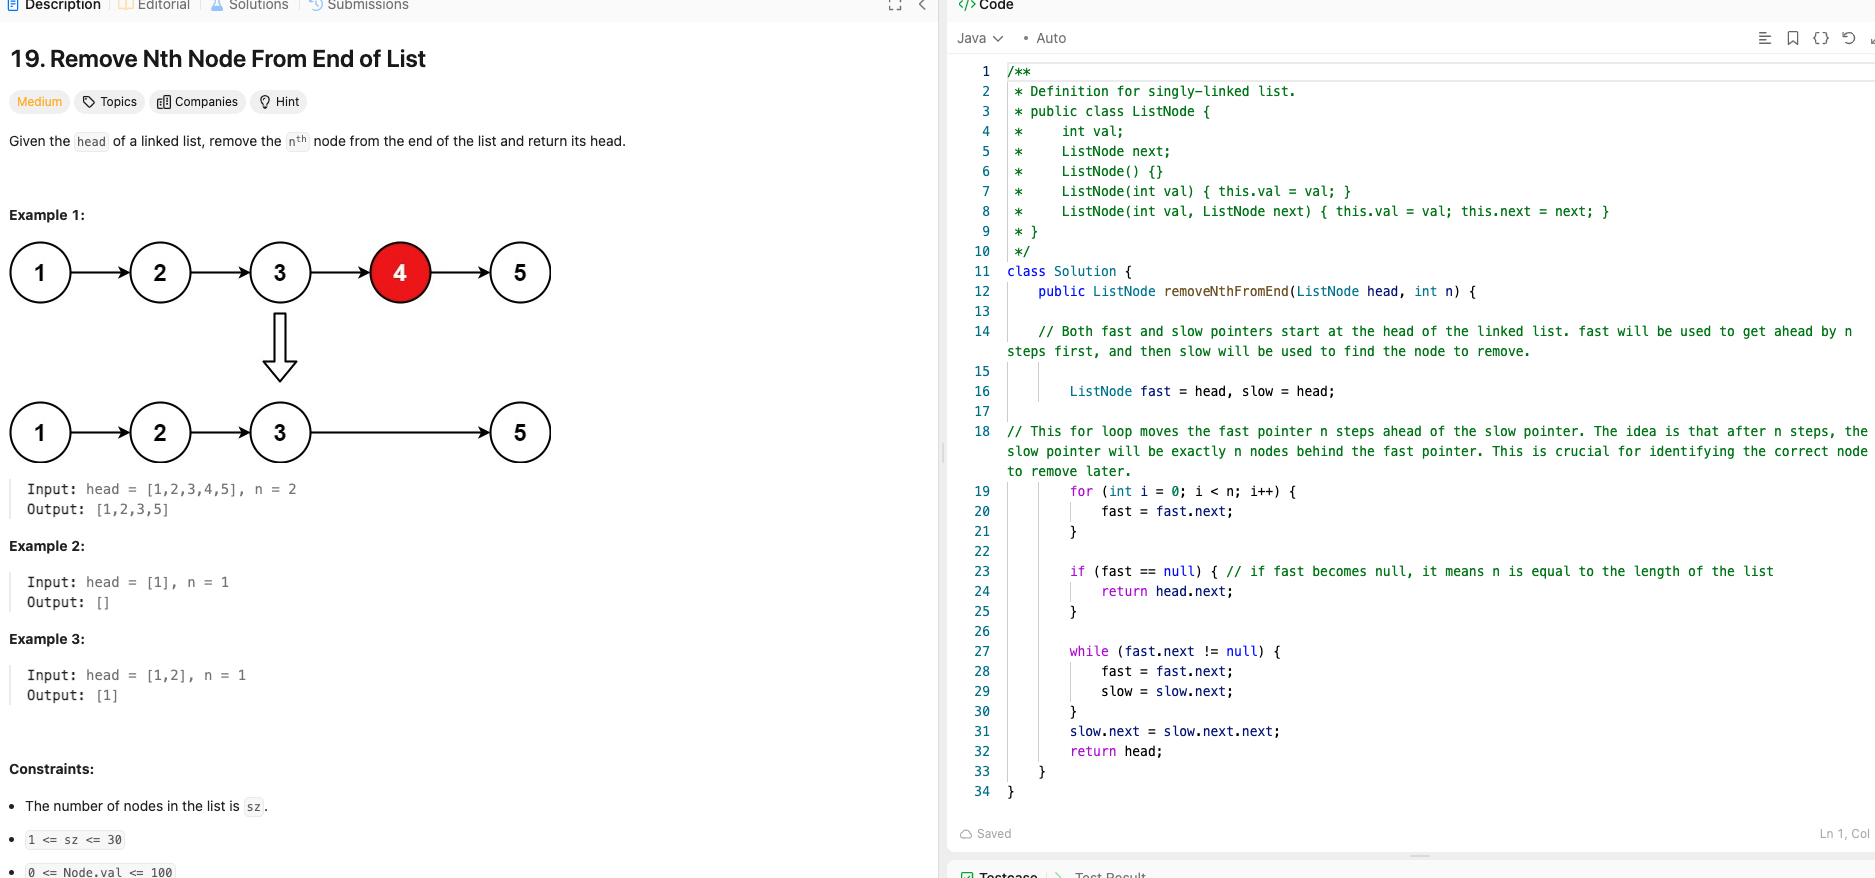 Description
Editorial
Solutions
Submissions
19. Remove Nth Node From End of List
Medium
Topics
Companies
Hint
Given the head of a linked list, remove the nth node from the end of the list and return its head.
Example 1:
1 2 3 4 5
1 2 3 5
Input: head = [1,2,3,4,5], n = 2
Output: [1,2,3,5]
Example 2:
Input: head = [1], n = 1
Output: []
Example 3:
Input: head = [1,2], n = 1
Output: [1]
Constraints:
• The number of nodes in the list is sz.
• 1 <= sz <= 30
• 0 <= Node.val <= 100
</> Code
Java • Auto
1 /**
2  * Definition for singly-linked list.
3  * public class ListNode {
4  *     int val;
5  *     ListNode next;
6  *     ListNode() {}
7  *     ListNode(int val) { this.val = val; }
8  *     ListNode(int val, ListNode next) { this.val = val; this.next = next; }
9  * }
10  */
11 class Solution {
12     public ListNode removeNthFromEnd(ListNode head, int n) {
13
14     // Both fast and slow pointers start at the head of the linked list. fast will be used to get ahead by n
steps first, and then slow will be used to find the node to remove.
15
16         ListNode fast = head, slow = head;
17
18 // This for loop moves the fast pointer n steps ahead of the slow pointer. The idea is that after n steps, the
slow pointer will be exactly n nodes behind the fast pointer. This is crucial for identifying the correct node
to remove later.
19         for (int i = 0; i < n; i++) {
20             fast = fast.next;
21         }
22
23         if (fast == null) { // if fast becomes null, it means n is equal to the length of the list
24             return head.next;
25         }
26
27         while (fast.next != null) {
28             fast = fast.next;
29             slow = slow.next;
30         }
31         slow.next = slow.next.next;
32         return head;
33     }
34 }
Saved
Ln 1, Col
Testcase
Test Result